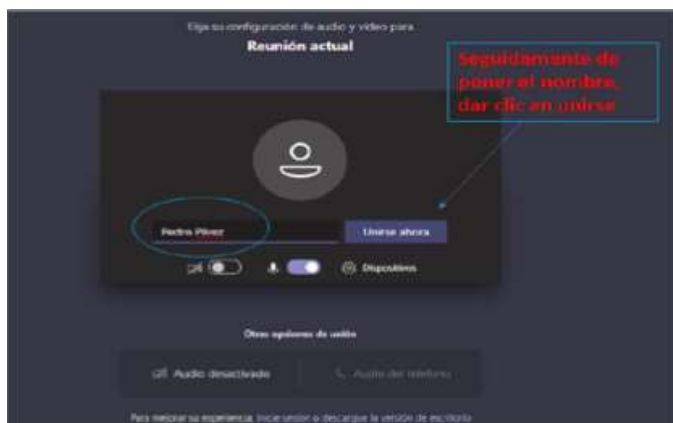 Elija su configuración de audio y vídeo para
Reunión actual
Seguidamente de
poner el nombre,
dar clic en unirse
Pedro Pérez
Unirse ahora
Dispositivos
Otras opciones de unión
Audio desactivado
Audio del teléfono
Para mejorar su experiencia, inicie sesión o descargue la versión de escritorio